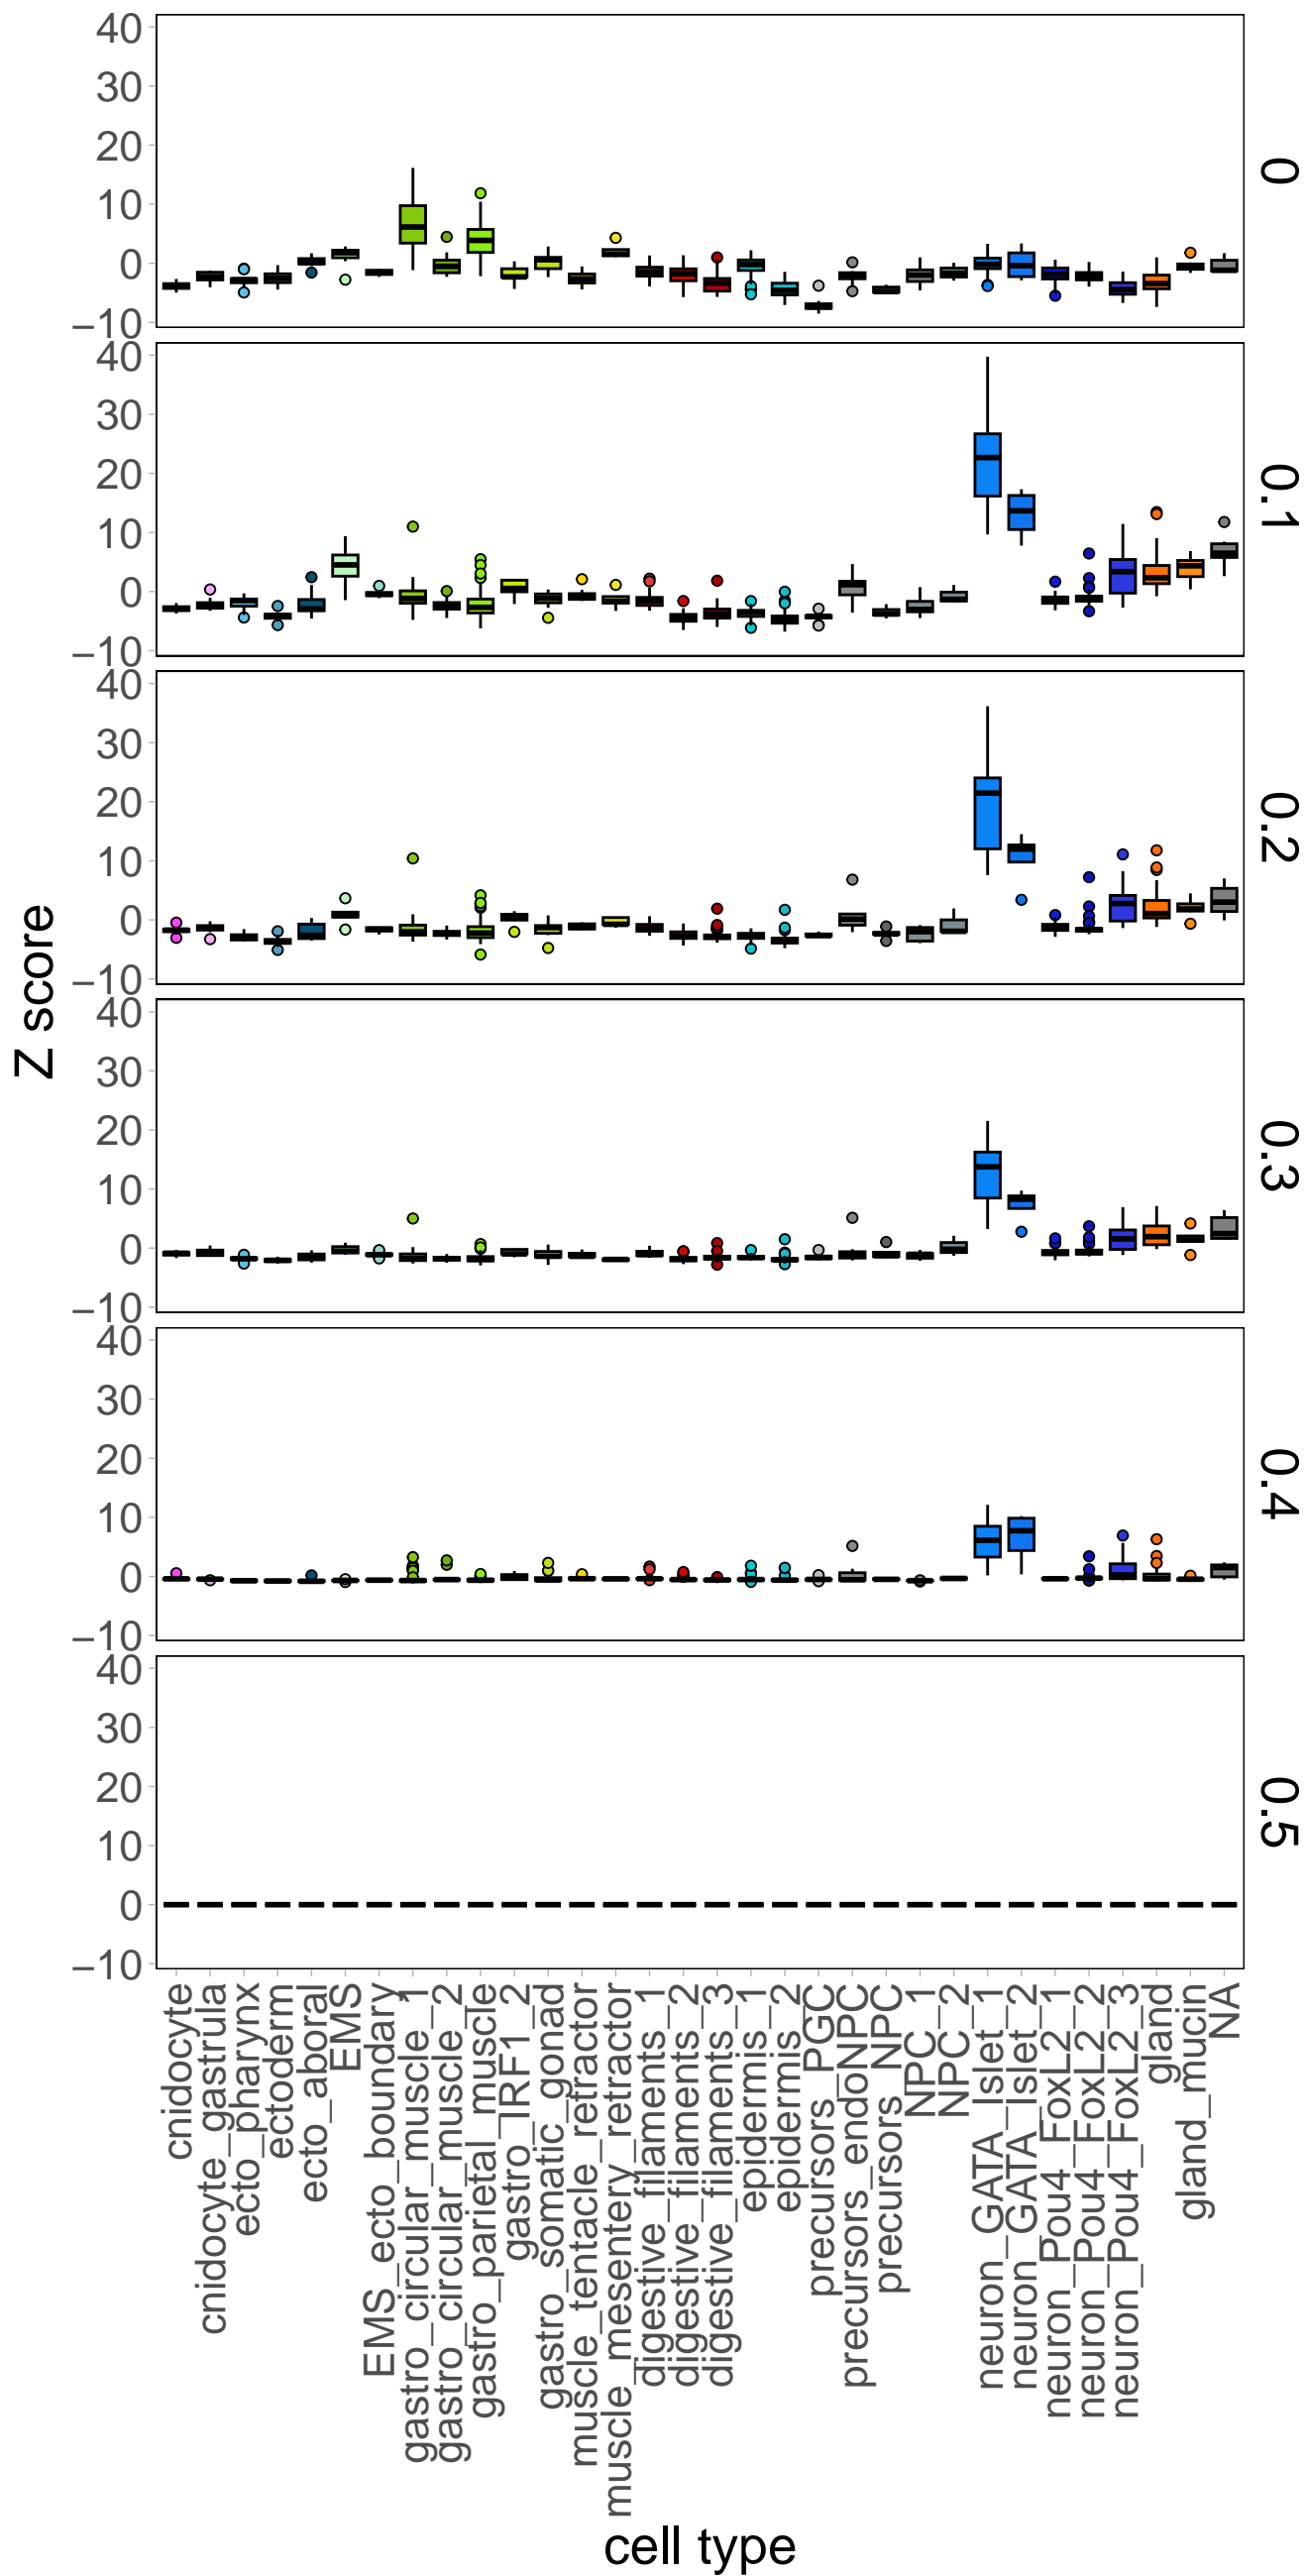 40
30
20
10
0
−10
0
40
30
20
10
0
−10
0.1
40
30
20
10
0
−10
0.2
40
30
20
10
0
−10
0.3
40
30
20
10
0
−10
0.4
40
30
20
10
0
−10
0.5
Z score
cnidocyte
cnidocyte_gastrula
ecto_pharynx
ectoderm
ecto_aboral
EMS
EMS_ecto_boundary
gastro_circular_muscle_1
gastro_circular_muscle_2
gastro_parietal_muscle
gastro_IRF1_2
gastro_somatic_gonad
muscle_tentacle_retractor
muscle_mesentery_retractor
digestive_filaments_1
digestive_filaments_2
digestive_filaments_3
epidermis_1
epidermis_2
precursors_PGC
precursors_endoNPC
precursors_NPC
NPC_1
NPC_2
neuron_GATA_Islet_1
neuron_GATA_islet_2
neuron_Pou4_FoxL2_1
neuron_Pou4_FoxL2_2
neuron_Pou4_FoxL2_3
gland
gland_mucin
NA
cell type